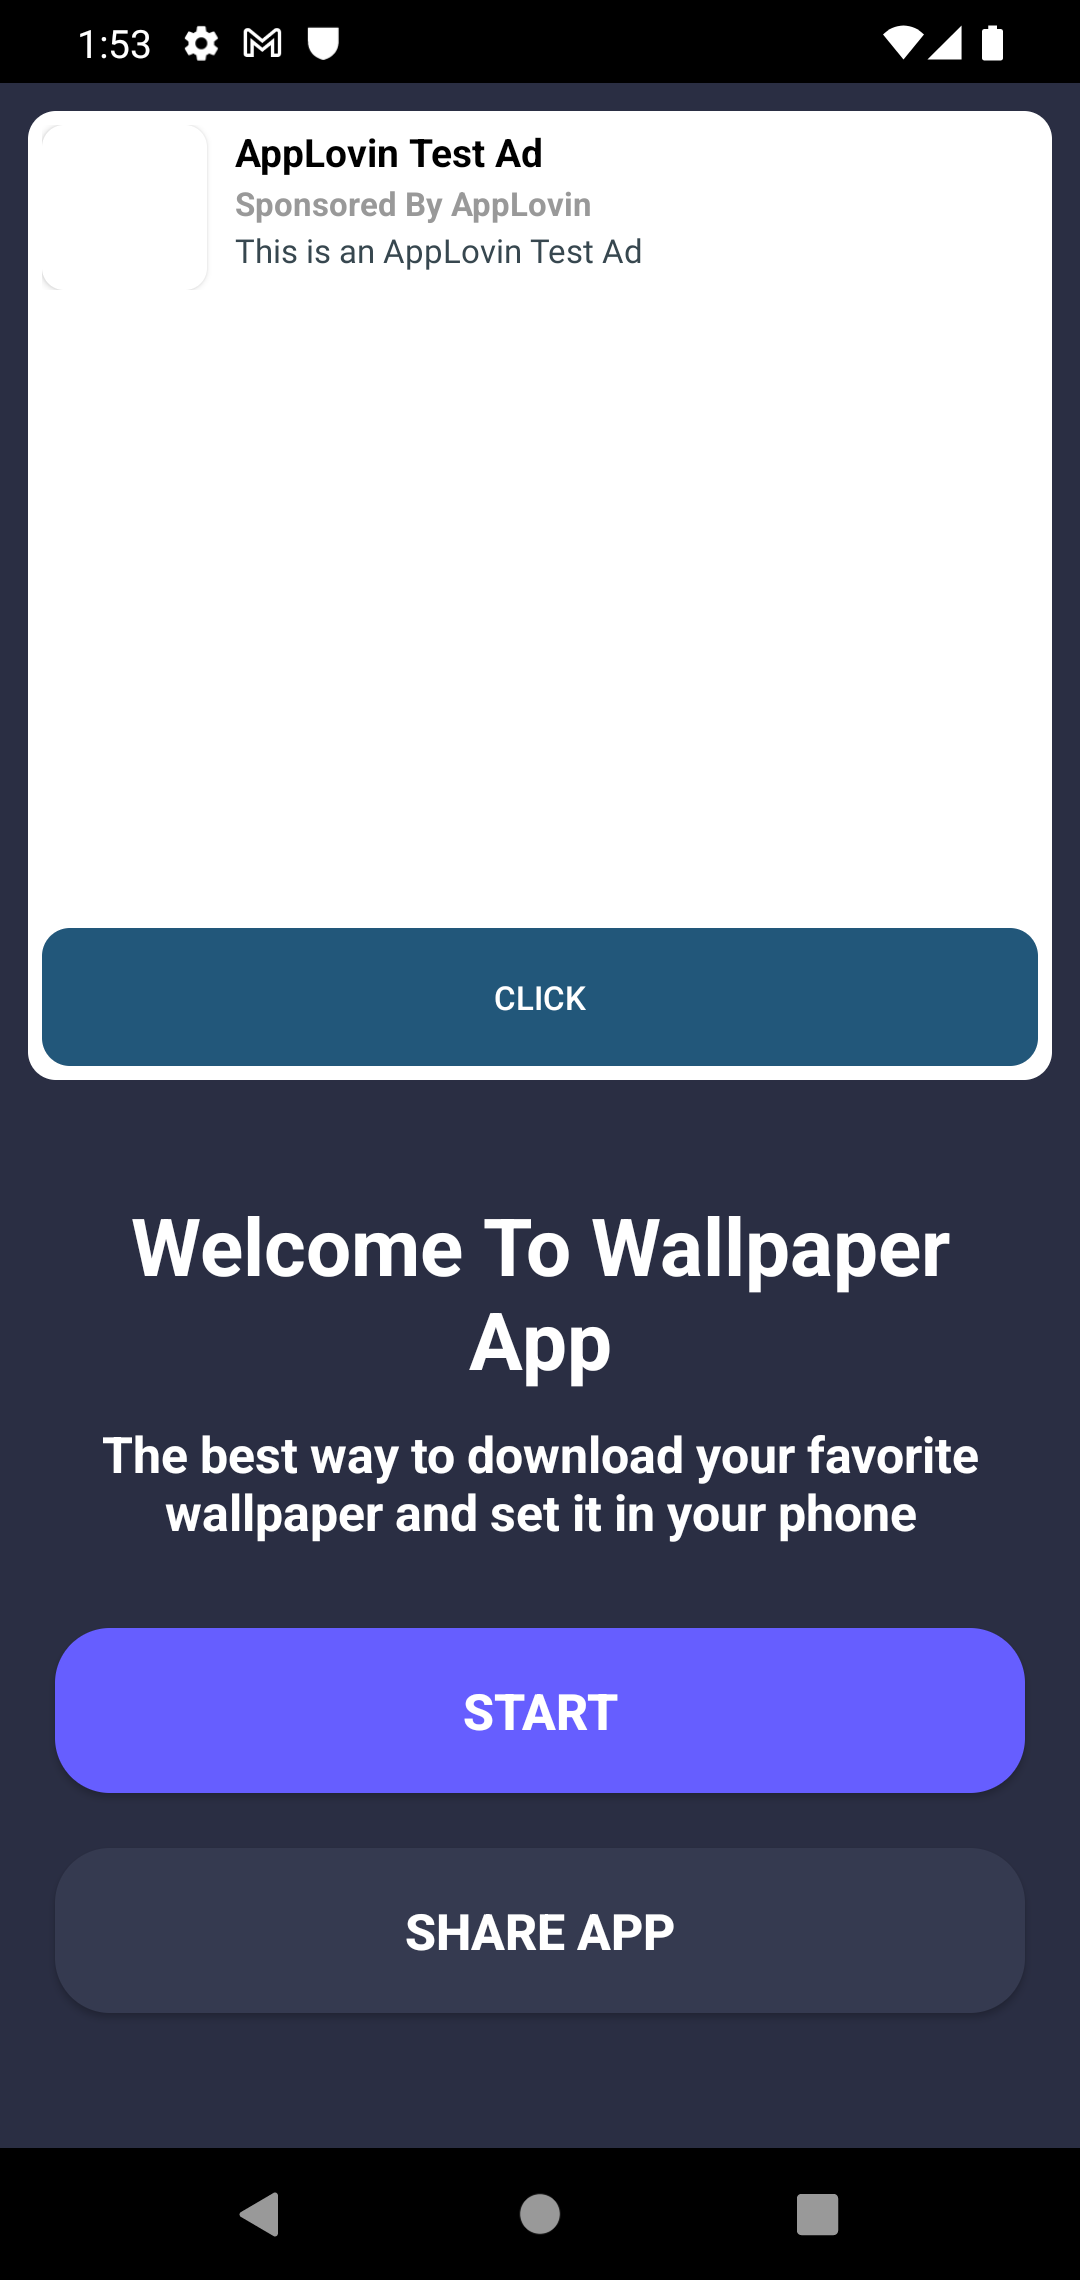 1:53
AppLovin Test Ad
Sponsored By AppLovin
This is an AppLovin Test Ad
CLICK
Welcome To Wallpaper
App
The best way to download your favorite
wallpaper and set it in your phone
START
SHARE APP